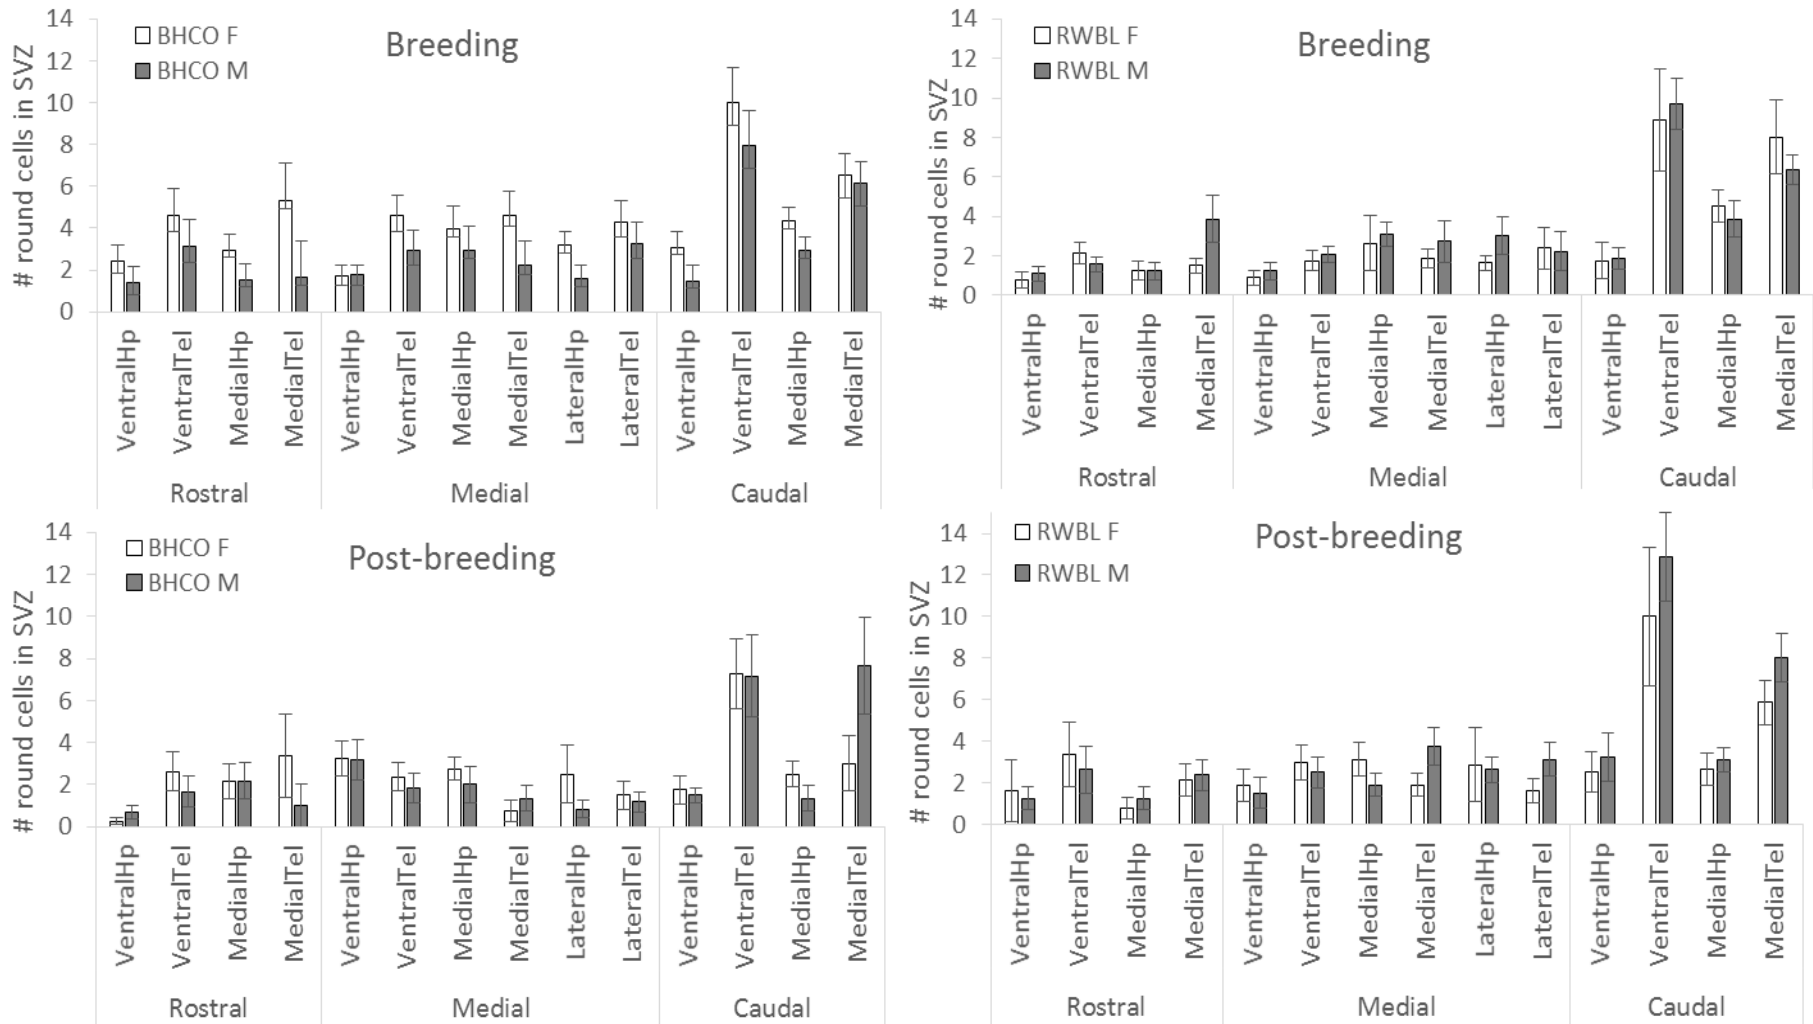 Breeding
BHCO F
BHCO M
# round cells in SVZ
14
12
10
8
6
4
2
0
VentralHp
VentralTel
MedialHp
MedialTel
VentralHp
VentralTel
MedialHp
MedialTel
LateralHp
LateralTel
VentralHp
VentralTel
MedialHp
MedialTel
Rostral
Medial
Caudal
Breeding
RWBL F
RWBL M
# round cells in SVZ
14
12
10
8
6
4
2
0
VentralHp
VentralTel
MedialHp
MedialTel
VentralHp
VentralTel
MedialHp
MedialTel
LateralHp
LateralTel
VentralHp
VentralTel
MedialHp
MedialTel
Rostral
Medial
Caudal
Post-breeding
BHCO F
BHCO M
# round cells in SVZ
14
12
10
8
6
4
2
0
VentralHp
VentralTel
MedialHp
MedialTel
VentralHp
VentralTel
MedialHp
MedialTel
LateralHp
LateralTel
VentralHp
VentralTel
MedialHp
MedialTel
Rostral
Medial
Caudal
Post-breeding
RWBL F
RWBL M
# round cells in SVZ
14
12
10
8
6
4
2
0
VentralHp
VentralTel
MedialHp
MedialTel
VentralHp
VentralTel
MedialHp
MedialTel
LateralHp
LateralTel
VentralHp
VentralTel
MedialHp
MedialTel
Rostral
Medial
Caudal